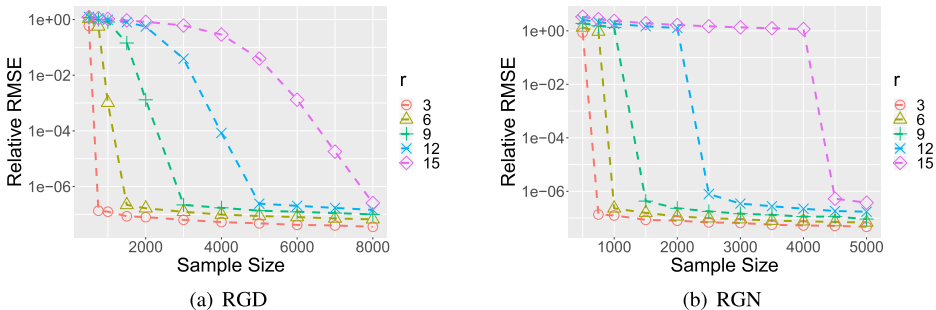 Relative RMSE
1e+00
1e−02
1e−04
1e−06
2000 4000 6000 8000
Sample Size
r
3
6
9
12
15
(a) RGD
Relative RMSE
1e+00
1e−02
1e−04
1e−06
1000 2000 3000 4000 5000
Sample Size
r
3
6
9
12
15
(b) RGN